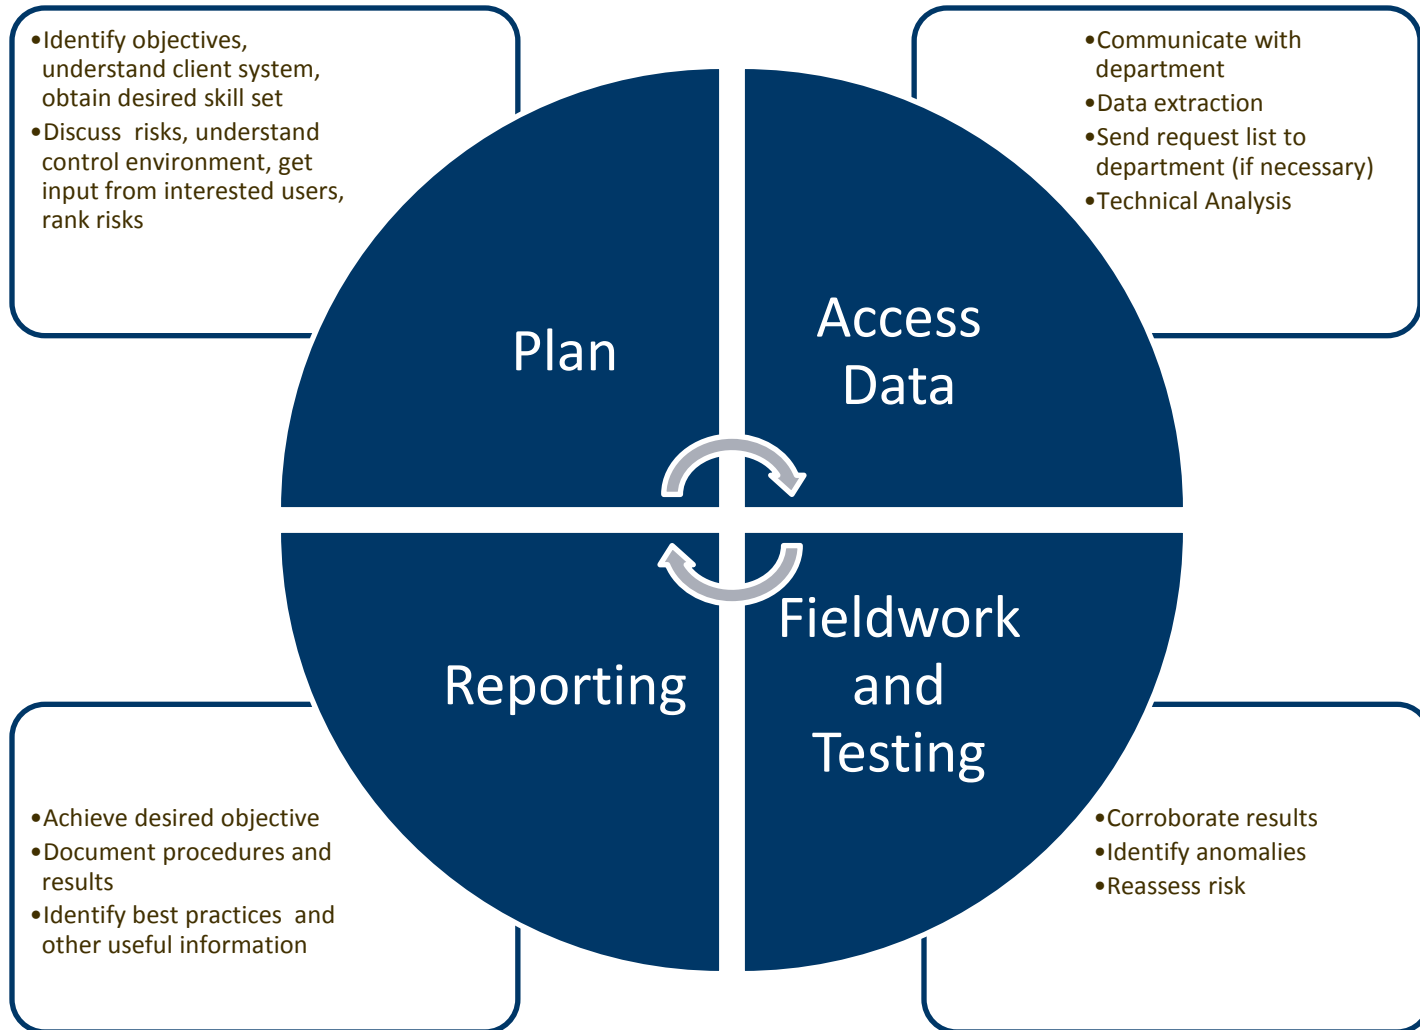 •Identify objectives,
understand client system,
obtain desired skill set
•Discuss  risks, understand
control environment, get
input from interested users,
rank risks
•Communicate with
department
•Data extraction
•Send request list to
department (if necessary)
•Technical Analysis
Plan
Access
Data
Reporting
Fieldwork
and
Testing
•Achieve desired objective
•Document procedures and
results
•Identify best practices  and
other useful information
•Corroborate results
•Identify anomalies
•Reassess risk